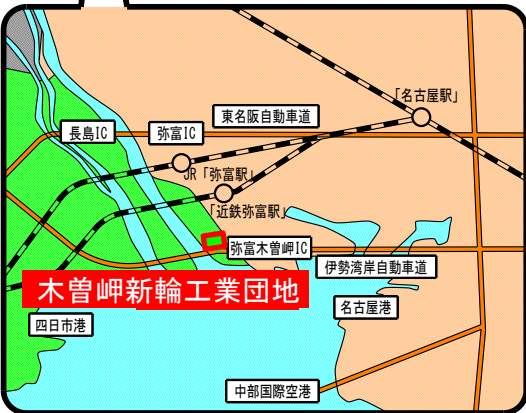 「名古屋駅」
東名阪自動車道
長島IC
弥富IC
JR「弥富駅」
「近鉄弥富駅」
弥富木曽岬IC
伊勢湾岸自動車道
木曽岬新輪工業団地
名古屋港
四日市港
中部国際空港